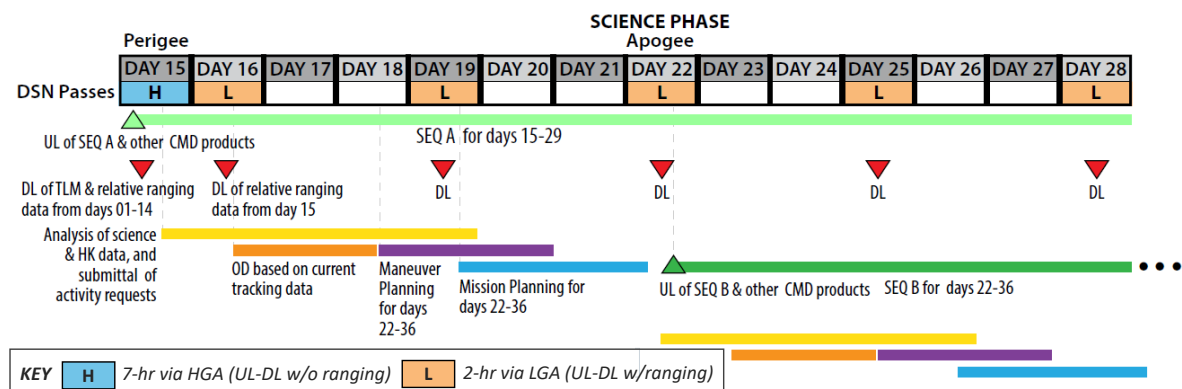 SCIENCE PHASE
Perigee Apogee
DAY 15 DAY 16 DAY 17 DAY 18 DAY 19 DAY 20 DAY 21 DAY 22 DAY 23 DAY 24 DAY 25 DAY 26 DAY 27 DAY 28
DSN Passes H L L L L L
UL of SEQ A & other CMD products
SEQ A for days 15-29
DL of TLM & relative ranging
data from days 01-14
DL of relative ranging
data from day 15
DL DL DL DL
Analysis of science
& HK data, and
submittal of
activity requests
OD based on current
tracking data
Maneuver
Planning
for days
22-36
Mission Planning for
days 22-36
UL of SEQ B & other CMD products
SEQ B for days 22-36
KEY H 7-hr via HGA (UL-DL w/o ranging) L 2-hr via LGA (UL-DL w/ranging)